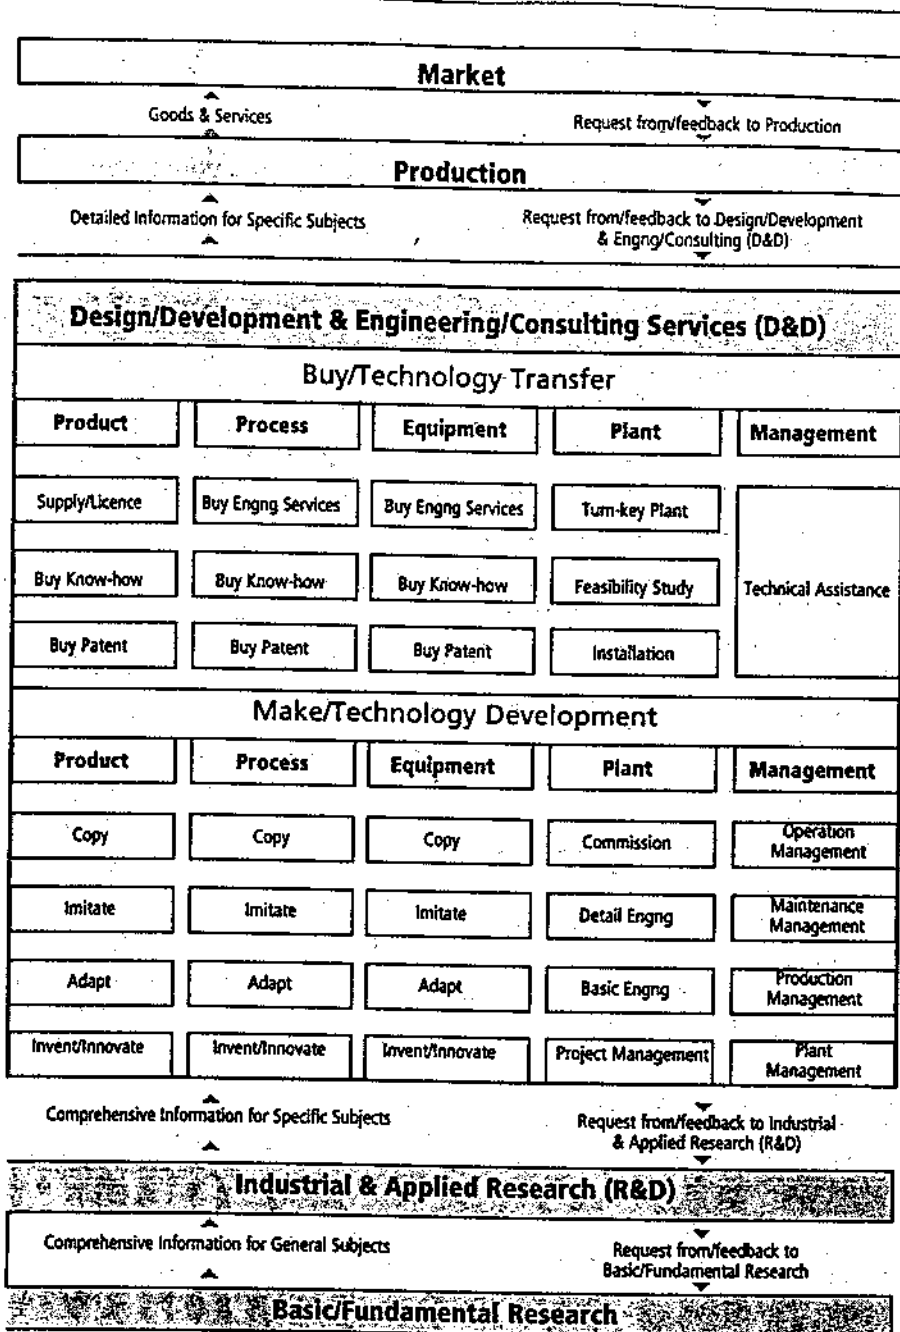 Market
Goods & Services
Request from/feedback to Production
Production
Detailed Information for Specific Subjects
Request from/feedback to Design/Development
& Engng/Consulting (D&D)
Design/Development & Engineering/Consulting Services (D&D)
Buy/Technology Transfer
Product
Process
Equipment
Plant
Management
Supply/Licence
Buy Engng Services
Buy Engng Services
Turn-key Plant
Technical Assistance
Buy Know-how
Buy Know-how
Buy Know-how
Feasibility Study
Buy Patent
Buy Patent
Buy Patent
Installation
Make/Technology Development
Product
Process
Equipment
Plant
Management
Copy
Copy
Copy
Commission
Operation
Management
Imitate
Imitate
Imitate
Detail Engng
Maintenance
Management
Adapt
Adapt
Adapt
Basic Engng
Production
Management
Invent/Innovate
Invent/Innovate
Invent/Innovate
Project Management
Plant
Management
Comprehensive Information for Specific Subjects
Request from/feedback to Industrial
& Applied Research (R&D)
Industrial & Applied Research (R&D)
Comprehensive Information for General Subjects
Request from/feedback to
Basic/Fundamental Research
Basic/Fundamental Research